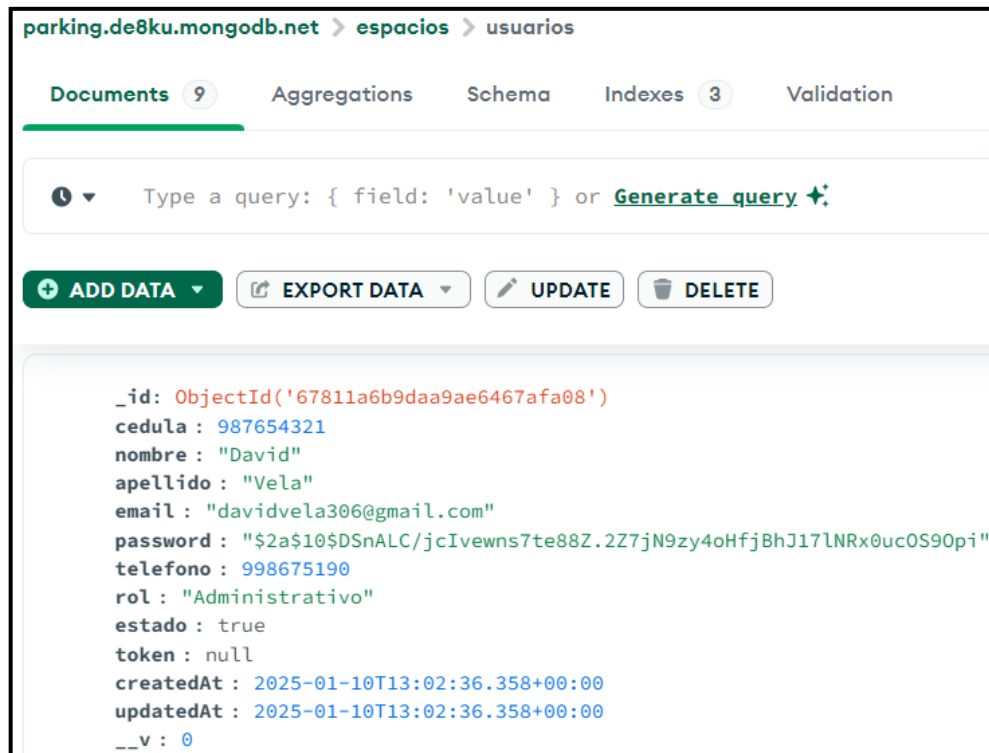 parking.de8ku.mongodb.net > espacios > usuarios
Documents 9 Aggregations Schema Indexes 3 Validation
Type a query: { field: 'value' } or Generate query
ADD DATA EXPORT DATA UPDATE DELETE
_id: ObjectId('67811a6b9daa9ae6467afa08')
cedula : 987654321
nombre : "David"
apellido : "Vela"
email : "davidvela306@gmail.com"
password : "$2a$10$DSnALC/jcIvewns7te88Z.2Z7jN9zy4oHfjBhJ17lNRx0ucOS9Opi"
telefono : 998675190
rol : "Administrativo"
estado : true
token : null
createdAt : 2025-01-10T13:02:36.358+00:00
updatedAt : 2025-01-10T13:02:36.358+00:00
__v : 0